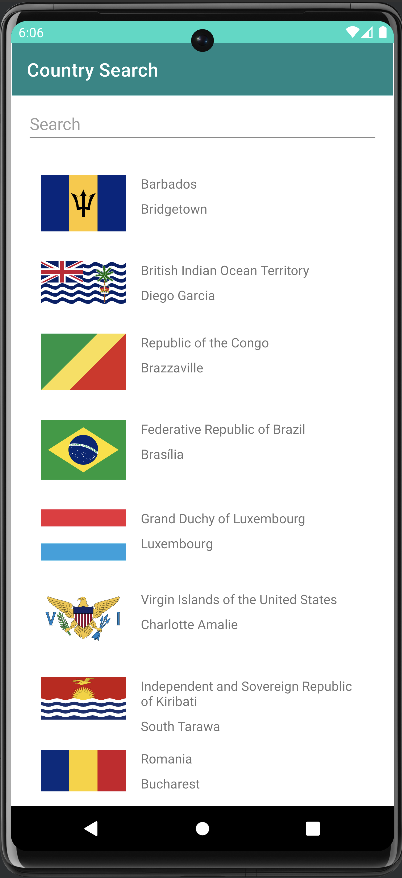 6:06
Country Search
Search
Barbados
Bridgetown
British Indian Ocean Territory
Diego Garcia
Republic of the Congo
Brazzaville
Federative Republic of Brazil
Brasília
Grand Duchy of Luxembourg
Luxembourg
V I
Virgin Islands of the United States
Charlotte Amalie
Independent and Sovereign Republic
of Kiribati
South Tarawa
Romania
Bucharest